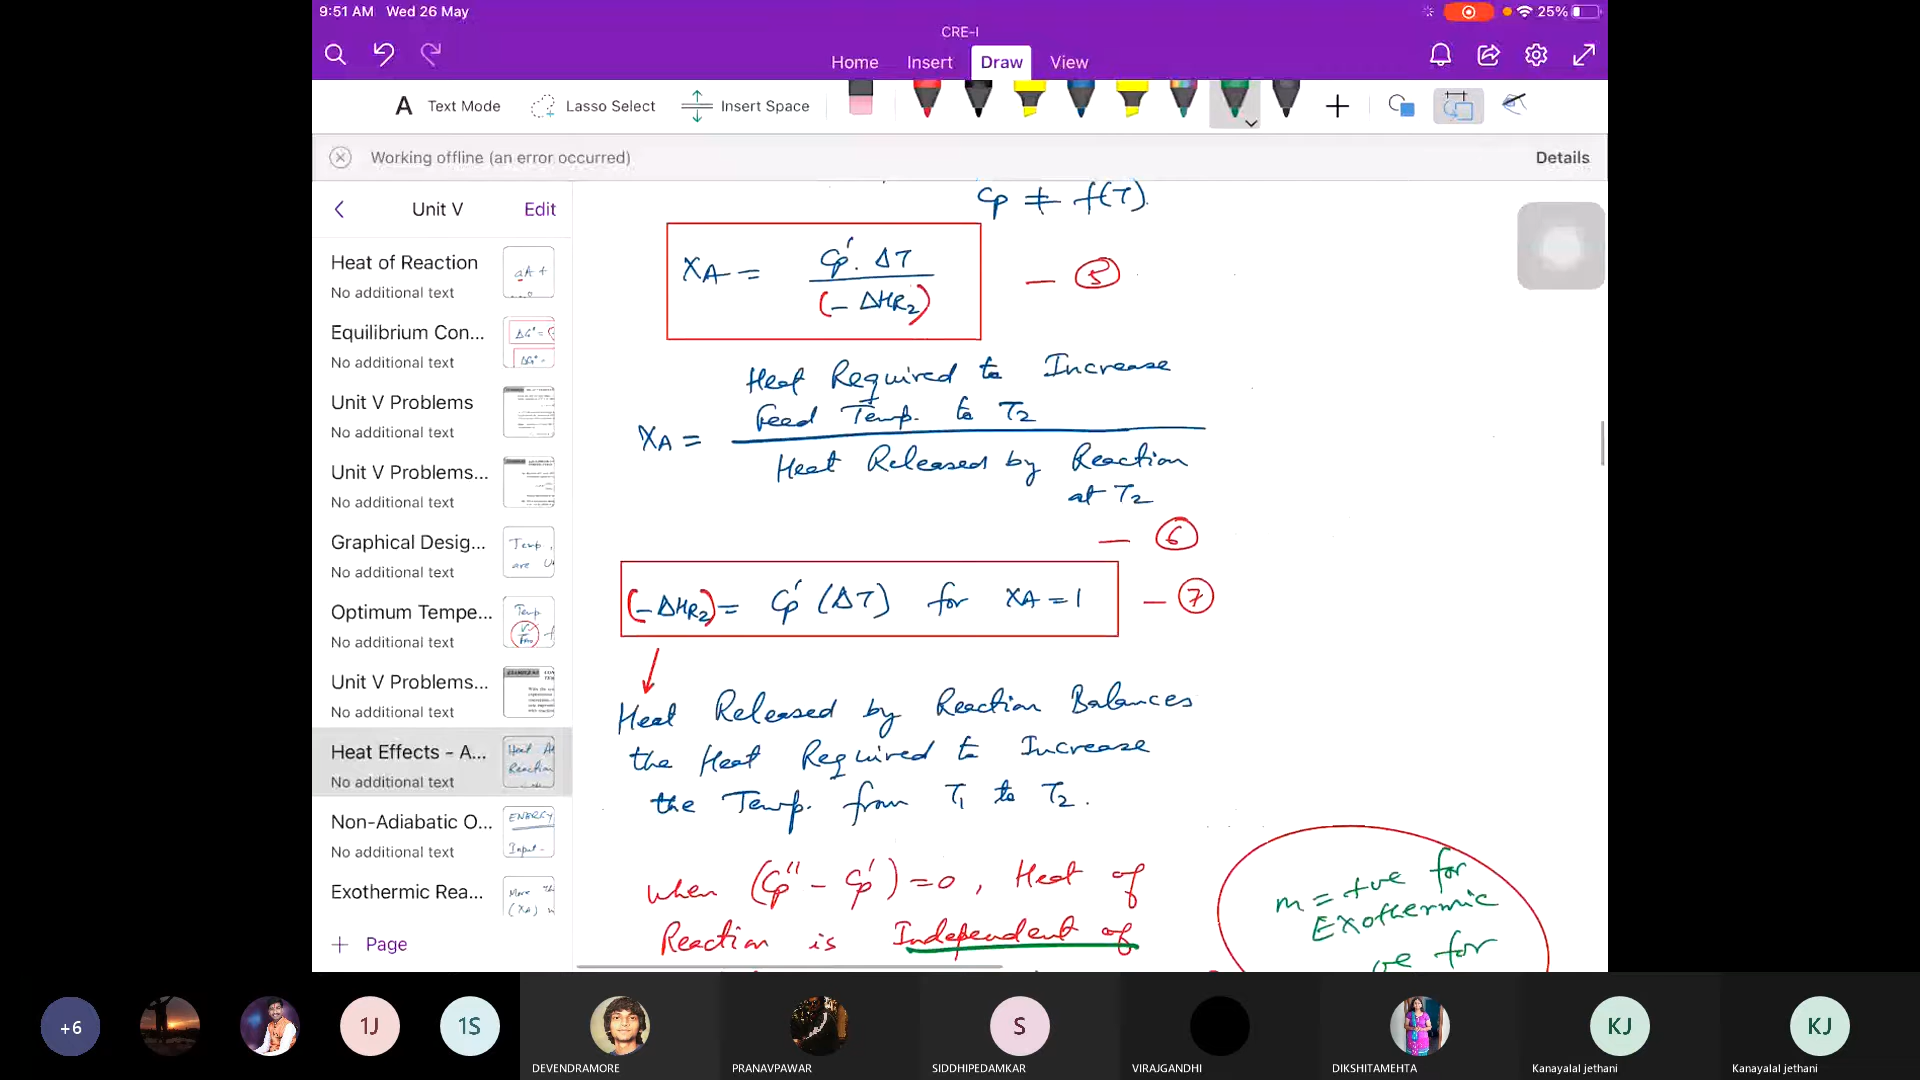 9:51 AM Wed 26 May
25%
CRE-I
Home Insert Draw View
A Text Mode Lasso Select Insert Space
Working offline (an error occurred) Details
Unit V Edit
Heat of Reaction
No additional text
Equilibrium Con...
No additional text
Unit V Problems
No additional text
Unit V Problems...
No additional text
Graphical Desig...
No additional text
Optimum Tempe...
No additional text
Unit V Problems...
No additional text
Heat Effects - A...
No additional text
Non-Adiabatic O...
No additional text
Exothermic Rea...
+ Page
Cp ≠ f(T).
XA = Cp'. ΔT / (- ΔHR2) — 5
Heat Required to Increase
Feed Temp. to T2
XA =
Heat Released by Reaction
at T2
— 6
(-ΔHR2) = Cp' (ΔT) for XA = 1 — 7
Heat Released by Reaction Balances
the Heat Required to Increase
the Temp. from T1 to T2.
When (Cp'' - Cp') = 0, Heat of
Reaction is Independent of
m = +ve for
Exothermic
ve for
+6 1J 1S S KJ KJ
DEVENDRAMORE PRANAVPAWAR SIDDHIPEDAMKAR VIRAJGANDHI DIKSHITAMEHTA Kanayalal jethani Kanayalal jethani